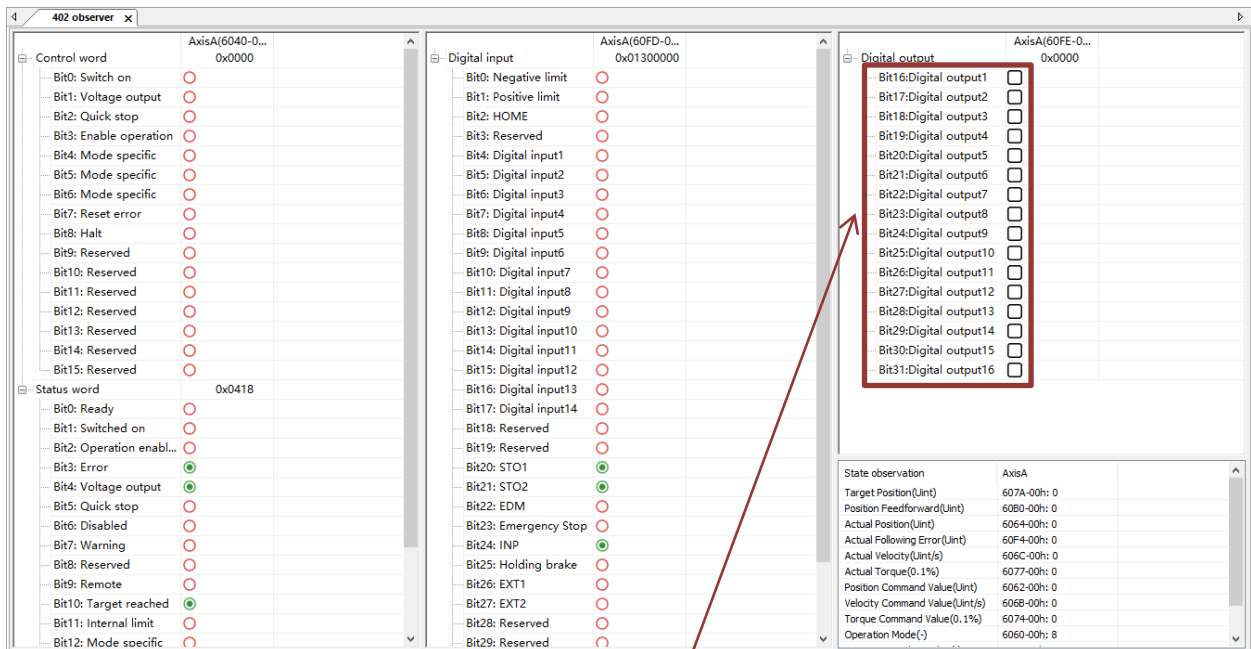 402 observer x
AxisA(6040-0...
Control word 0x0000
Bit0: Switch on
Bit1: Voltage output
Bit2: Quick stop
Bit3: Enable operation
Bit4: Mode specific
Bit5: Mode specific
Bit6: Mode specific
Bit7: Reset error
Bit8: Halt
Bit9: Reserved
Bit10: Reserved
Bit11: Reserved
Bit12: Reserved
Bit13: Reserved
Bit14: Reserved
Bit15: Reserved
Status word 0x0418
Bit0: Ready
Bit1: Switched on
Bit2: Operation enabl...
Bit3: Error
Bit4: Voltage output
Bit5: Quick stop
Bit6: Disabled
Bit7: Warning
Bit8: Reserved
Bit9: Remote
Bit10: Target reached
Bit11: Internal limit
Bit12: Mode specific
AxisA(60FD-0...
Digital input 0x01300000
Bit0: Negative limit
Bit1: Positive limit
Bit2: HOME
Bit3: Reserved
Bit4: Digital input1
Bit5: Digital input2
Bit6: Digital input3
Bit7: Digital input4
Bit8: Digital input5
Bit9: Digital input6
Bit10: Digital input7
Bit11: Digital input8
Bit12: Digital input9
Bit13: Digital input10
Bit14: Digital input11
Bit15: Digital input12
Bit16: Digital input13
Bit17: Digital input14
Bit18: Reserved
Bit19: Reserved
Bit20: STO1
Bit21: STO2
Bit22: EDM
Bit23: Emergency Stop
Bit24: INP
Bit25: Holding brake
Bit26: EXT1
Bit27: EXT2
Bit28: Reserved
Bit29: Reserved
AxisA(60FE-0...
Digital output 0x0000
Bit16:Digital output1
Bit17:Digital output2
Bit18:Digital output3
Bit19:Digital output4
Bit20:Digital output5
Bit21:Digital output6
Bit22:Digital output7
Bit23:Digital output8
Bit24:Digital output9
Bit25:Digital output10
Bit26:Digital output11
Bit27:Digital output12
Bit28:Digital output13
Bit29:Digital output14
Bit30:Digital output15
Bit31:Digital output16
State observation AxisA
Target Position(Uint) 607A-00h: 0
Position Feedforward(Uint) 60B0-00h: 0
Actual Position(Uint) 6064-00h: 0
Actual Following Error(Uint) 60F4-00h: 0
Actual Velocity(Uint/s) 606C-00h: 0
Actual Torque(0.1%) 6077-00h: 0
Position Command Value(Uint) 6062-00h: 0
Velocity Command Value(Uint/s) 606B-00h: 0
Torque Command Value(0.1%) 6074-00h: 0
Operation Mode(-) 6060-00h: 8